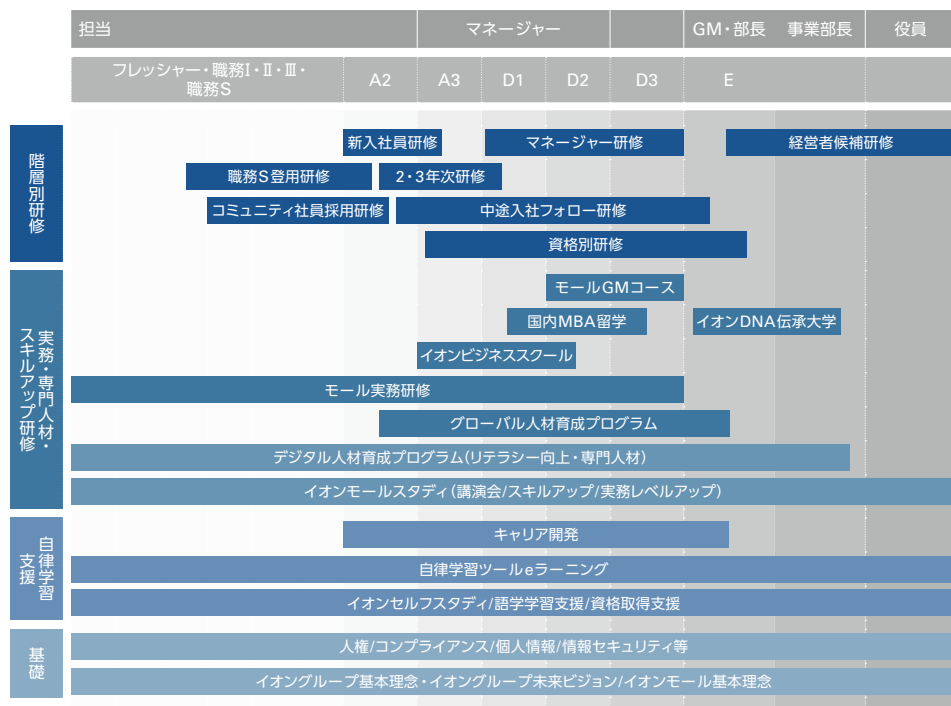 担当
マネージャー
GM・部長
事業部長
役員
フレッシャー・職務Ⅰ・Ⅱ・Ⅲ・
職務S
A2
A3
D1
D2
D3
E
階層別研修
新入社員研修
マネージャー研修
経営者候補研修
職務S登用研修
2・3年次研修
コミュニティ社員採用研修
中途入社フォロー研修
資格別研修
実務・専門人材・
スキルアップ研修
モールGMコース
国内MBA留学
イオンDNA伝承大学
イオンビジネススクール
モール実務研修
グローバル人材育成プログラム
デジタル人材育成プログラム(リテラシー向上・専門人材)
イオンモールスタディ(講演会/スキルアップ/実務レベルアップ)
自律学習
支援
キャリア開発
自律学習ツールeラーニング
イオンセルフスタディ/語学学習支援/資格取得支援
基礎
人権/コンプライアンス/個人情報/情報セキュリティ等
イオングループ基本理念・イオングループ未来ビジョン/イオンモール基本理念